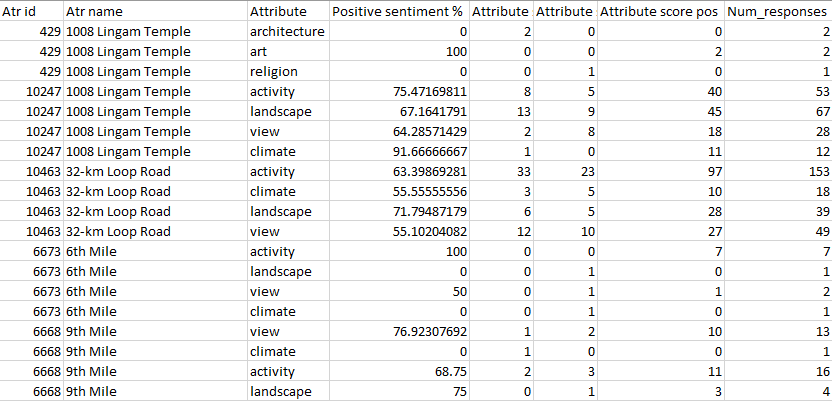 Atr id Atr name Attribute Positive sentiment % Attribute Attribute Attribute score pos Num_responses
429 1008 Lingam Temple architecture 0 2 0 0 2
429 1008 Lingam Temple art 100 0 0 2 2
429 1008 Lingam Temple religion 0 0 1 0 1
10247 1008 Lingam Temple activity 75.47169811 8 5 40 53
10247 1008 Lingam Temple landscape 67.1641791 13 9 45 67
10247 1008 Lingam Temple view 64.28571429 2 8 18 28
10247 1008 Lingam Temple climate 91.66666667 1 0 11 12
10463 32-km Loop Road activity 63.39869281 33 23 97 153
10463 32-km Loop Road climate 55.55555556 3 5 10 18
10463 32-km Loop Road landscape 71.79487179 6 5 28 39
10463 32-km Loop Road view 55.10204082 12 10 27 49
6673 6th Mile activity 100 0 0 7 7
6673 6th Mile landscape 0 0 1 0 1
6673 6th Mile view 50 0 1 1 2
6673 6th Mile climate 0 0 1 0 1
6668 9th Mile view 76.92307692 1 2 10 13
6668 9th Mile climate 0 1 0 0 1
6668 9th Mile activity 68.75 2 3 11 16
6668 9th Mile landscape 75 0 1 3 4